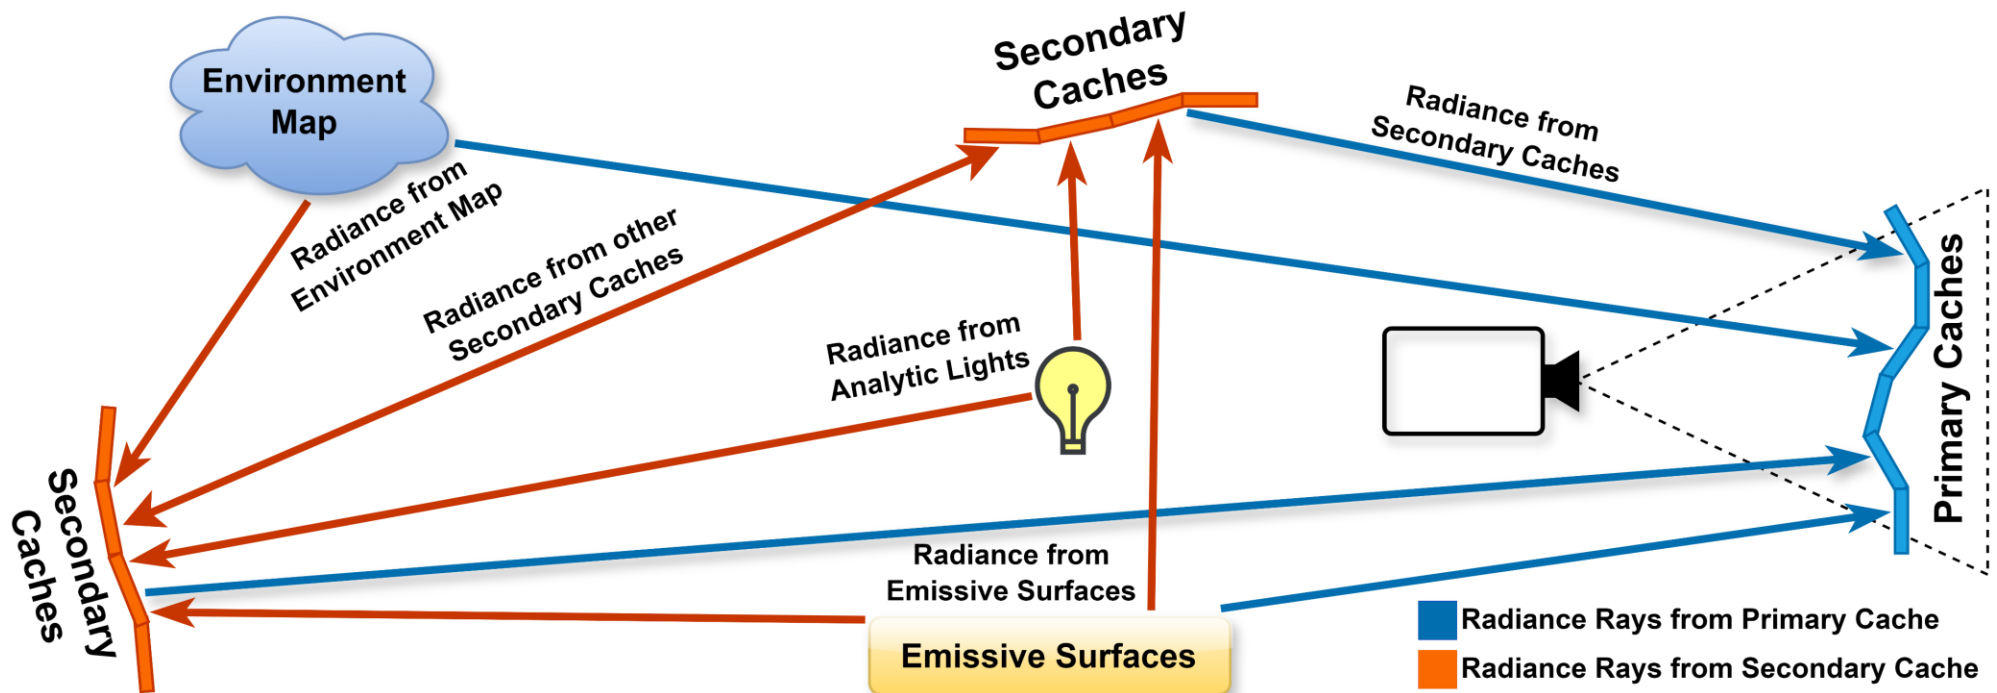 Environment
Map
Secondary
Caches
Radiance from
Secondary Caches
Radiance from
Environment Map
Radiance from other
Secondary Caches
Radiance from
Analytic Lights
Primary Caches
Secondary
Caches
Radiance from
Emissive Surfaces
Emissive Surfaces
Radiance Rays from Primary Cache
Radiance Rays from Secondary Cache